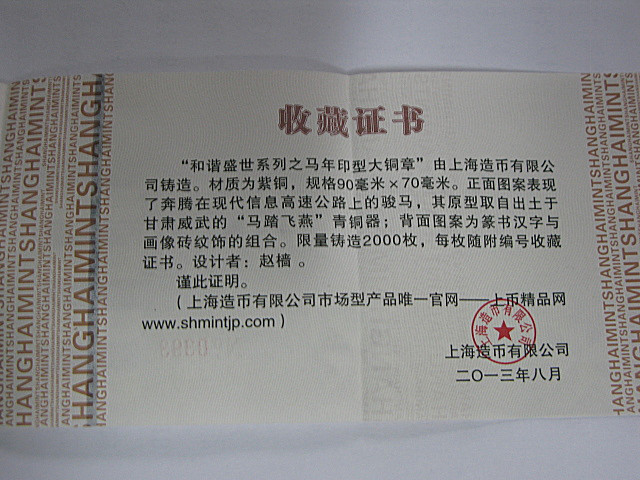 收藏证书
“和谐盛世系列之马年印型大铜章”由上海造币有限公
司铸造。材质为紫铜，规格90毫米×70毫米。正面图案表现
了奔腾在现代信息高速公路上的骏马，其原型取自出土于
甘肃威武的“马踏飞燕”青铜器；背面图案为篆书汉字与
画像砖纹饰的组合。限量铸造2000枚，每枚随附编号收藏
证书。设计者：赵樯。
谨此证明。
（上海造币有限公司市场型产品唯一官网——上币精品网
www.shmintjp.com）
上海造币有限公司
上海造币有限公司
二〇一三年八月